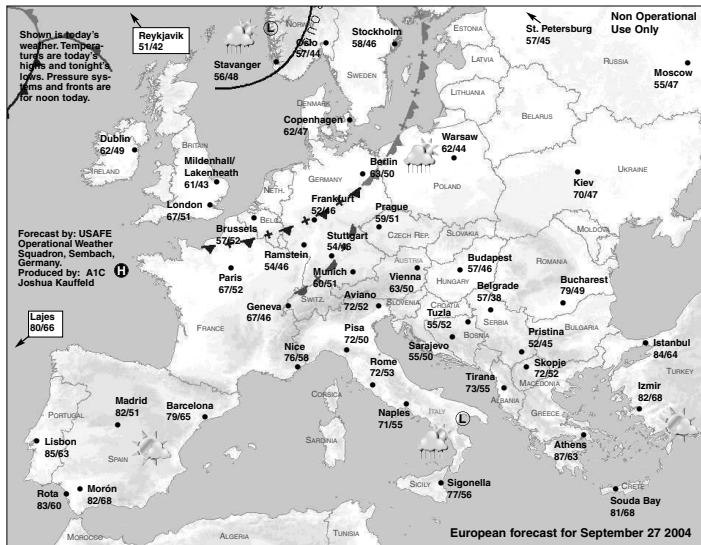 Shown is today's
weather. Tempera-
tures are today's
highs and tonight's
lows. Pressure sys-
tems and fronts are
for noon today.
Reykjavik
51/42
NORWAY
L
Oslo
57/44
Stavanger
56/48
Stockholm
58/46
SWEDEN
ESTONIA
St. Petersburg
57/45
Non Operational
Use Only
RUSSIA
Moscow
55/47
LATVIA
LITHUANIA
BELARUS
DENMARK
Copenhagen
62/47
Dublin
62/49
IRELAND
BRITAIN
Mildenhall/
Lakenheath
61/43
London
67/51
NETH.
GERMANY
Berlin
63/50
Warsaw
62/44
POLAND
UKRAINE
Kiev
70/47
Brussels
57/52
BELG.
Frankfurt
52/46
Prague
59/51
CZECH REP.
SLOVAKIA
MOLDOVA
Forecast by: USAFE
Operational Weather
Squadron, Sembach,
Germany.
Produced by: A1C
Joshua Kauffeld
H
Ramstein
54/46
Stuttgart
54/46
Munich
60/51
Paris
67/52
AUSTRIA
Vienna
63/50
Budapest
57/46
HUNGARY
ROMANIA
Bucharest
79/49
Lajes
80/66
FRANCE
Geneva
67/46
SWITZ.
Aviano
72/52
SLOVENIA
CROATIA
Belgrade
57/38
SERBIA
Tuzla
55/52
BOSNIA
Sarajevo
55/50
BULGARIA
Pristina
52/45
Skopje
72/52
MACEDONIA
Istanbul
84/64
TURKEY
Nice
76/58
Pisa
72/50
Rome
72/53
Naples
71/55
ITALY
L
Tirana
73/55
ALBANIA
GREECE
Izmir
82/68
Athens
87/63
CORSICA
SARDINIA
SICILY
Sigonella
77/56
CRETE
Souda Bay
81/68
PORTUGAL
Madrid
82/51
Barcelona
79/65
Lisbon
85/63
SPAIN
Rota
83/60
Morón
82/68
MOROCCO
ALGERIA
TUNISIA
European forecast for September 27 2004